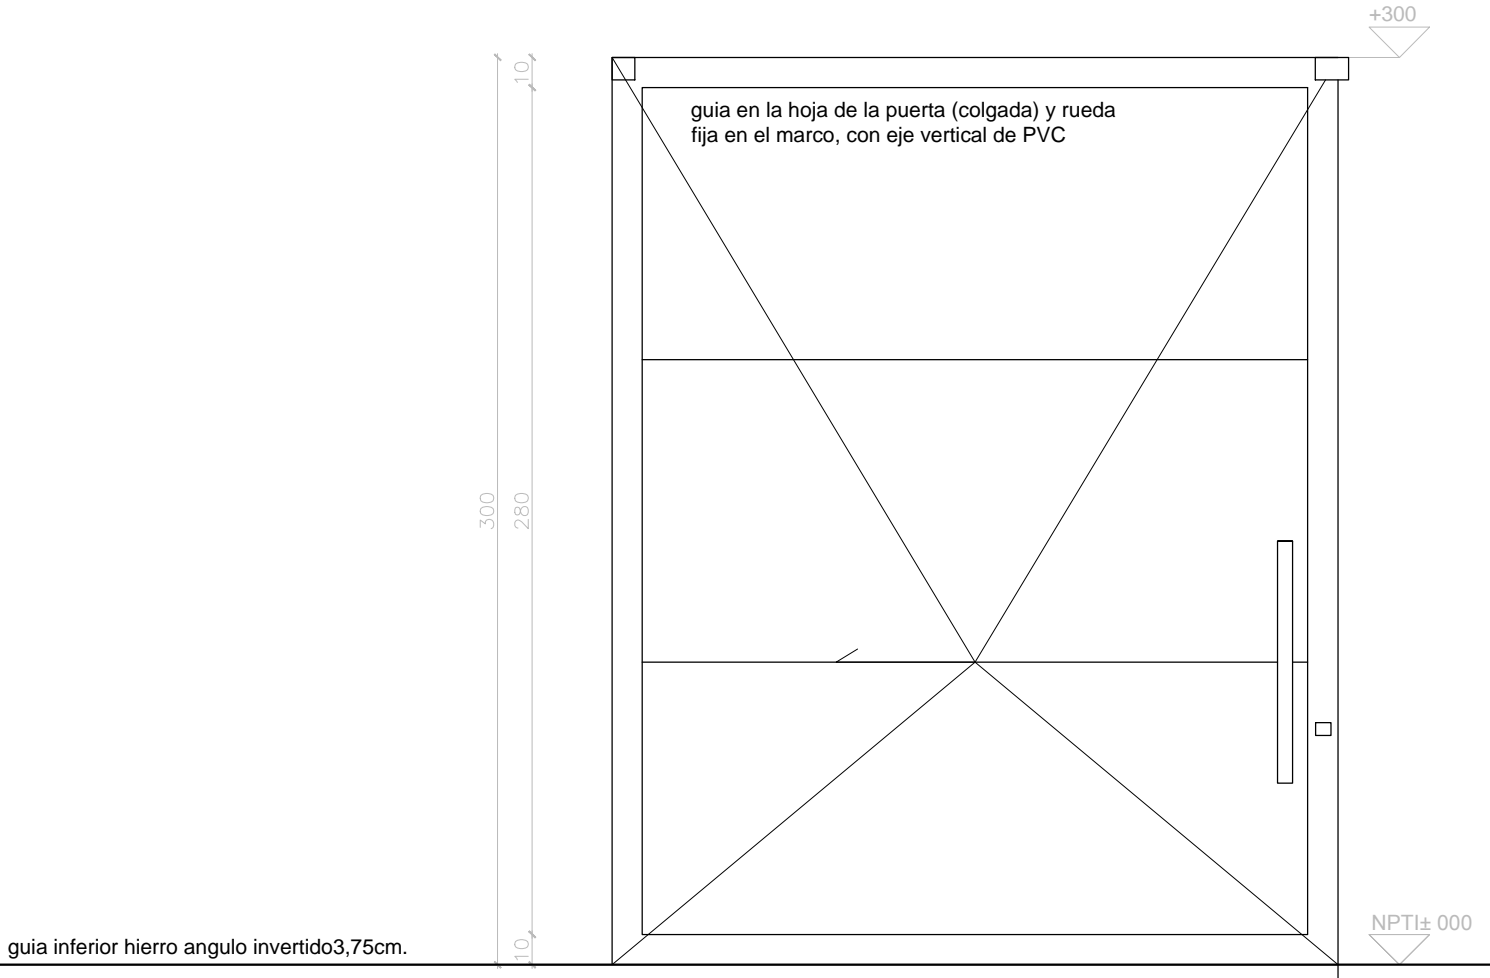 +300
10
guia en la hoja de la puerta (colgada) y rueda
fija en el marco, con eje vertical de PVC
300
280
NPTI± 000
10
guia inferior hierro angulo invertido3,75cm.